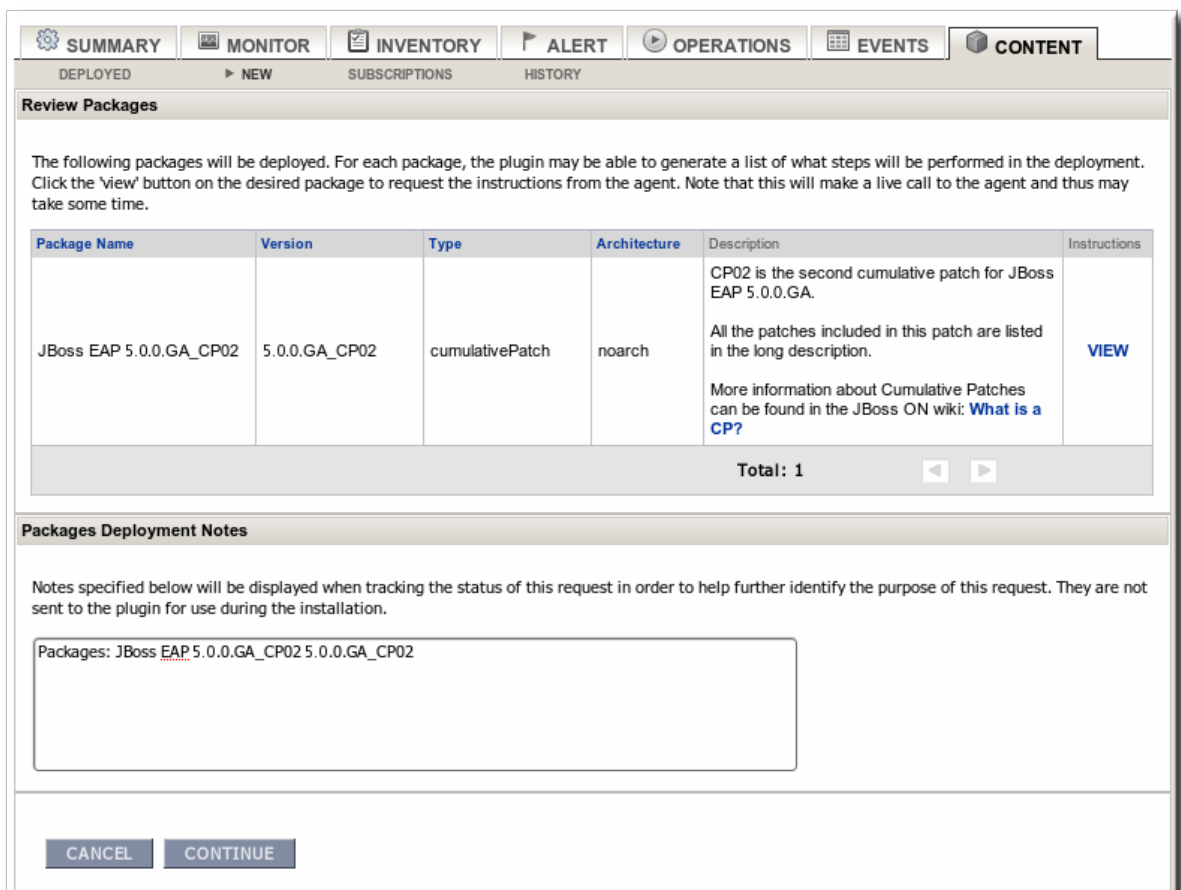 SUMMARY MONITOR INVENTORY ALERT OPERATIONS EVENTS CONTENT
DEPLOYED NEW SUBSCRIPTIONS HISTORY
Review Packages
The following packages will be deployed. For each package, the plugin may be able to generate a list of what steps will be performed in the deployment.
Click the 'view' button on the desired package to request the instructions from the agent. Note that this will make a live call to the agent and thus may
take some time.
Package Name Version Type Architecture Description Instructions
JBoss EAP 5.0.0.GA_CP02 5.0.0.GA_CP02 cumulativePatch noarch
CP02 is the second cumulative patch for JBoss
EAP 5.0.0.GA.
All the patches included in this patch are listed
in the long description.
More information about Cumulative Patches
can be found in the JBoss ON wiki: What is a
CP?
VIEW
Total: 1
Packages Deployment Notes
Notes specified below will be displayed when tracking the status of this request in order to help further identify the purpose of this request. They are not
sent to the plugin for use during the installation.
Packages: JBoss EAP 5.0.0.GA_CP02 5.0.0.GA_CP02
CANCEL CONTINUE